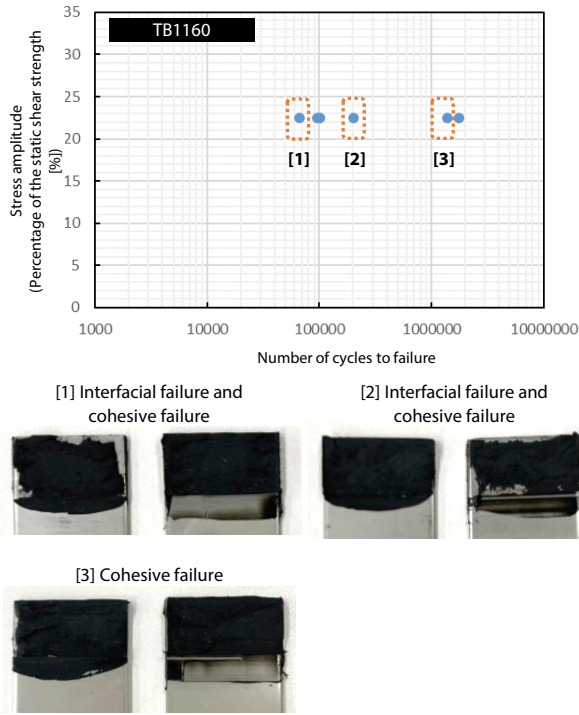 TB1160
35
30
25
20
15
10
5
0
Stress amplitude
(Percentage of the static shear strength
[%])
[1]
[2]
[3]
1000
10000
100000
1000000
10000000
Number of cycles to failure
[1] Interfacial failure and
cohesive failure
[2] Interfacial failure and
cohesive failure
[3] Cohesive failure